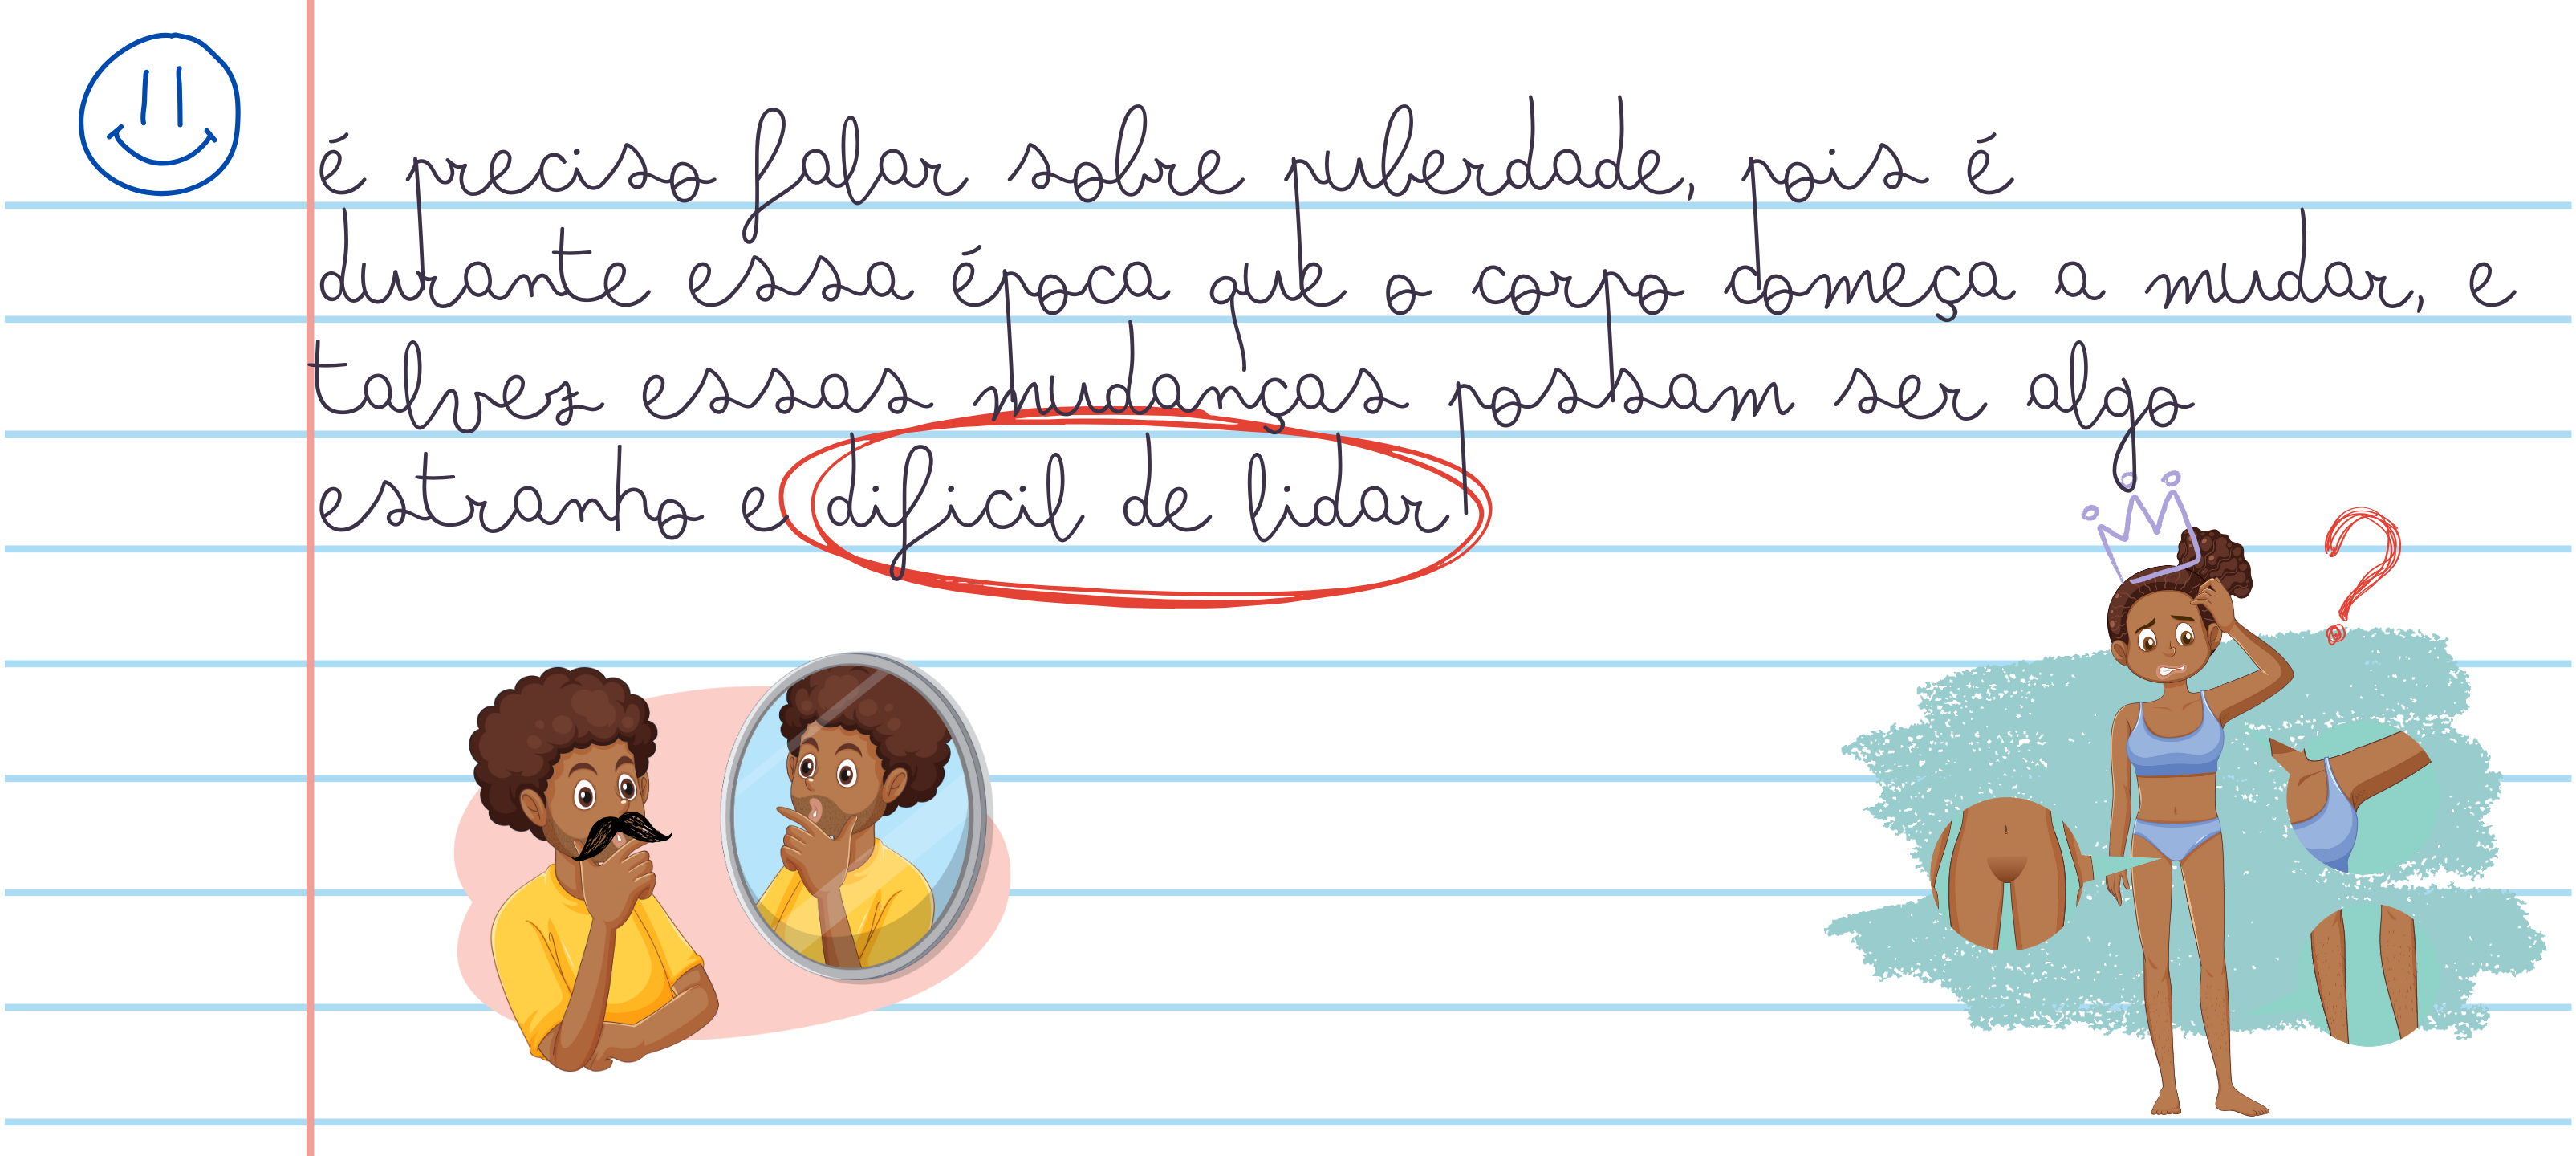 é preciso falar sobre puberdade, pois é
durante essa época que o corpo começa a mudar, e
talvez essas mudanças possam ser algo
estranho e dificil de lidar